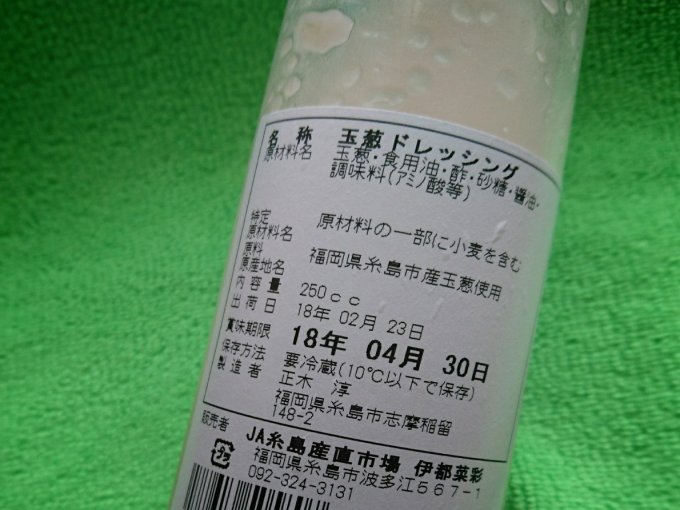 名 称 玉葱ドレッシング
原材料名 玉葱・食用油・酢・砂糖・醤油・
調味料(アミノ酸等)
特定
原材料名 原材料の一部に小麦を含む
原料
原産地名 福岡県糸島市産玉葱使用
内容量 250cc
出荷日 18年 02月 23日
賞味期限 18年 04月 30日
保存方法 要冷蔵(10℃以下で保存)
製造者 正木 淳
福岡県糸島市志摩稲留
148-2
販売者 JA糸島産直市場 伊都菜彩
福岡県糸島市波多江567-1
092-324-3131
プラ